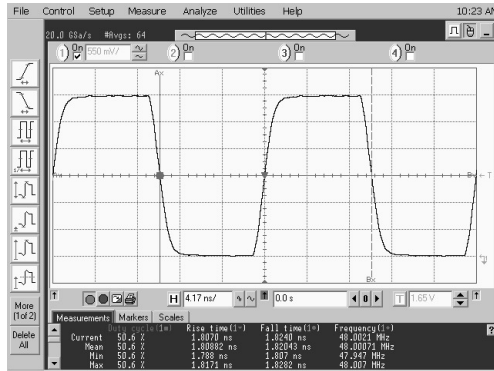 File Control Setup Measure Analyze Utilities Help 10:23 AM
20.0 GSa/s #Avgs: 64
1) On 550 mV/ 2) On 3) On 4) On
Ax
Bx
T
H 4.17 ns/ 0.0 s 0 T 1.65 V
More
(1 of 2)
Delete
All
Measurements Markers Scales
Duty cycle(1) Rise time(1) Fall time(1) Frequency(1)
Current 50.6 % 1.8070 ns 1.8240 ns 48.0021 MHz
Mean 50.6 % 1.80882 ns 1.82043 ns 48.00071 MHz
Min 50.6 % 1.788 ns 1.807 ns 47.947 MHz
Max 50.6 % 1.8171 ns 1.8282 ns 48.007 MHz
?